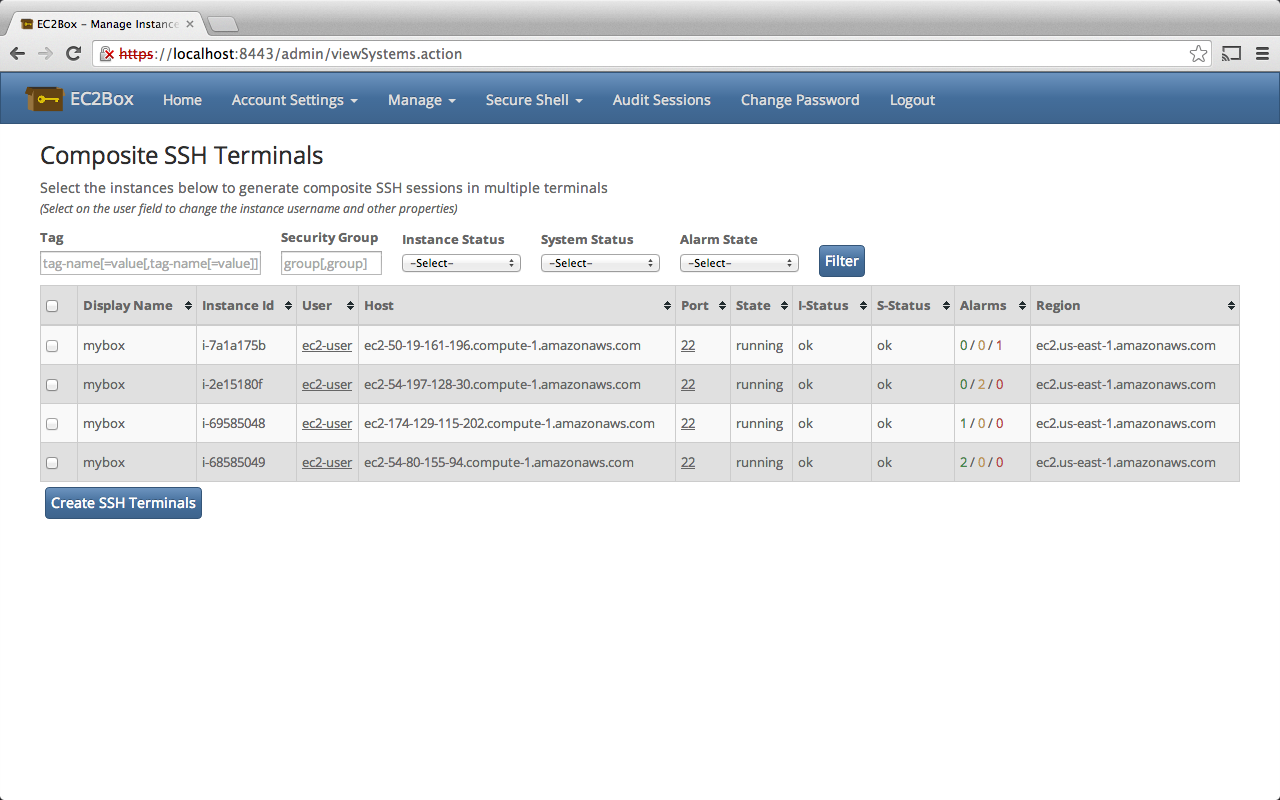 EC2Box – Manage Instance
https://localhost:8443/admin/viewSystems.action
EC2Box Home Account Settings Manage Secure Shell Audit Sessions Change Password Logout
Composite SSH Terminals
Select the instances below to generate composite SSH sessions in multiple terminals
(Select on the user field to change the instance username and other properties)
Tag Security Group Instance Status System Status Alarm State
tag-name[=value[,tag-name[=value]] group[,group] –Select– –Select– –Select– Filter
Display Name Instance Id User Host Port State I-Status S-Status Alarms Region
mybox i-7a1a175b ec2-user ec2-50-19-161-196.compute-1.amazonaws.com 22 running ok ok 0 / 0 / 1 ec2.us-east-1.amazonaws.com
mybox i-2e15180f ec2-user ec2-54-197-128-30.compute-1.amazonaws.com 22 running ok ok 0 / 2 / 0 ec2.us-east-1.amazonaws.com
mybox i-69585048 ec2-user ec2-174-129-115-202.compute-1.amazonaws.com 22 running ok ok 1 / 0 / 0 ec2.us-east-1.amazonaws.com
mybox i-68585049 ec2-user ec2-54-80-155-94.compute-1.amazonaws.com 22 running ok ok 2 / 0 / 0 ec2.us-east-1.amazonaws.com
Create SSH Terminals